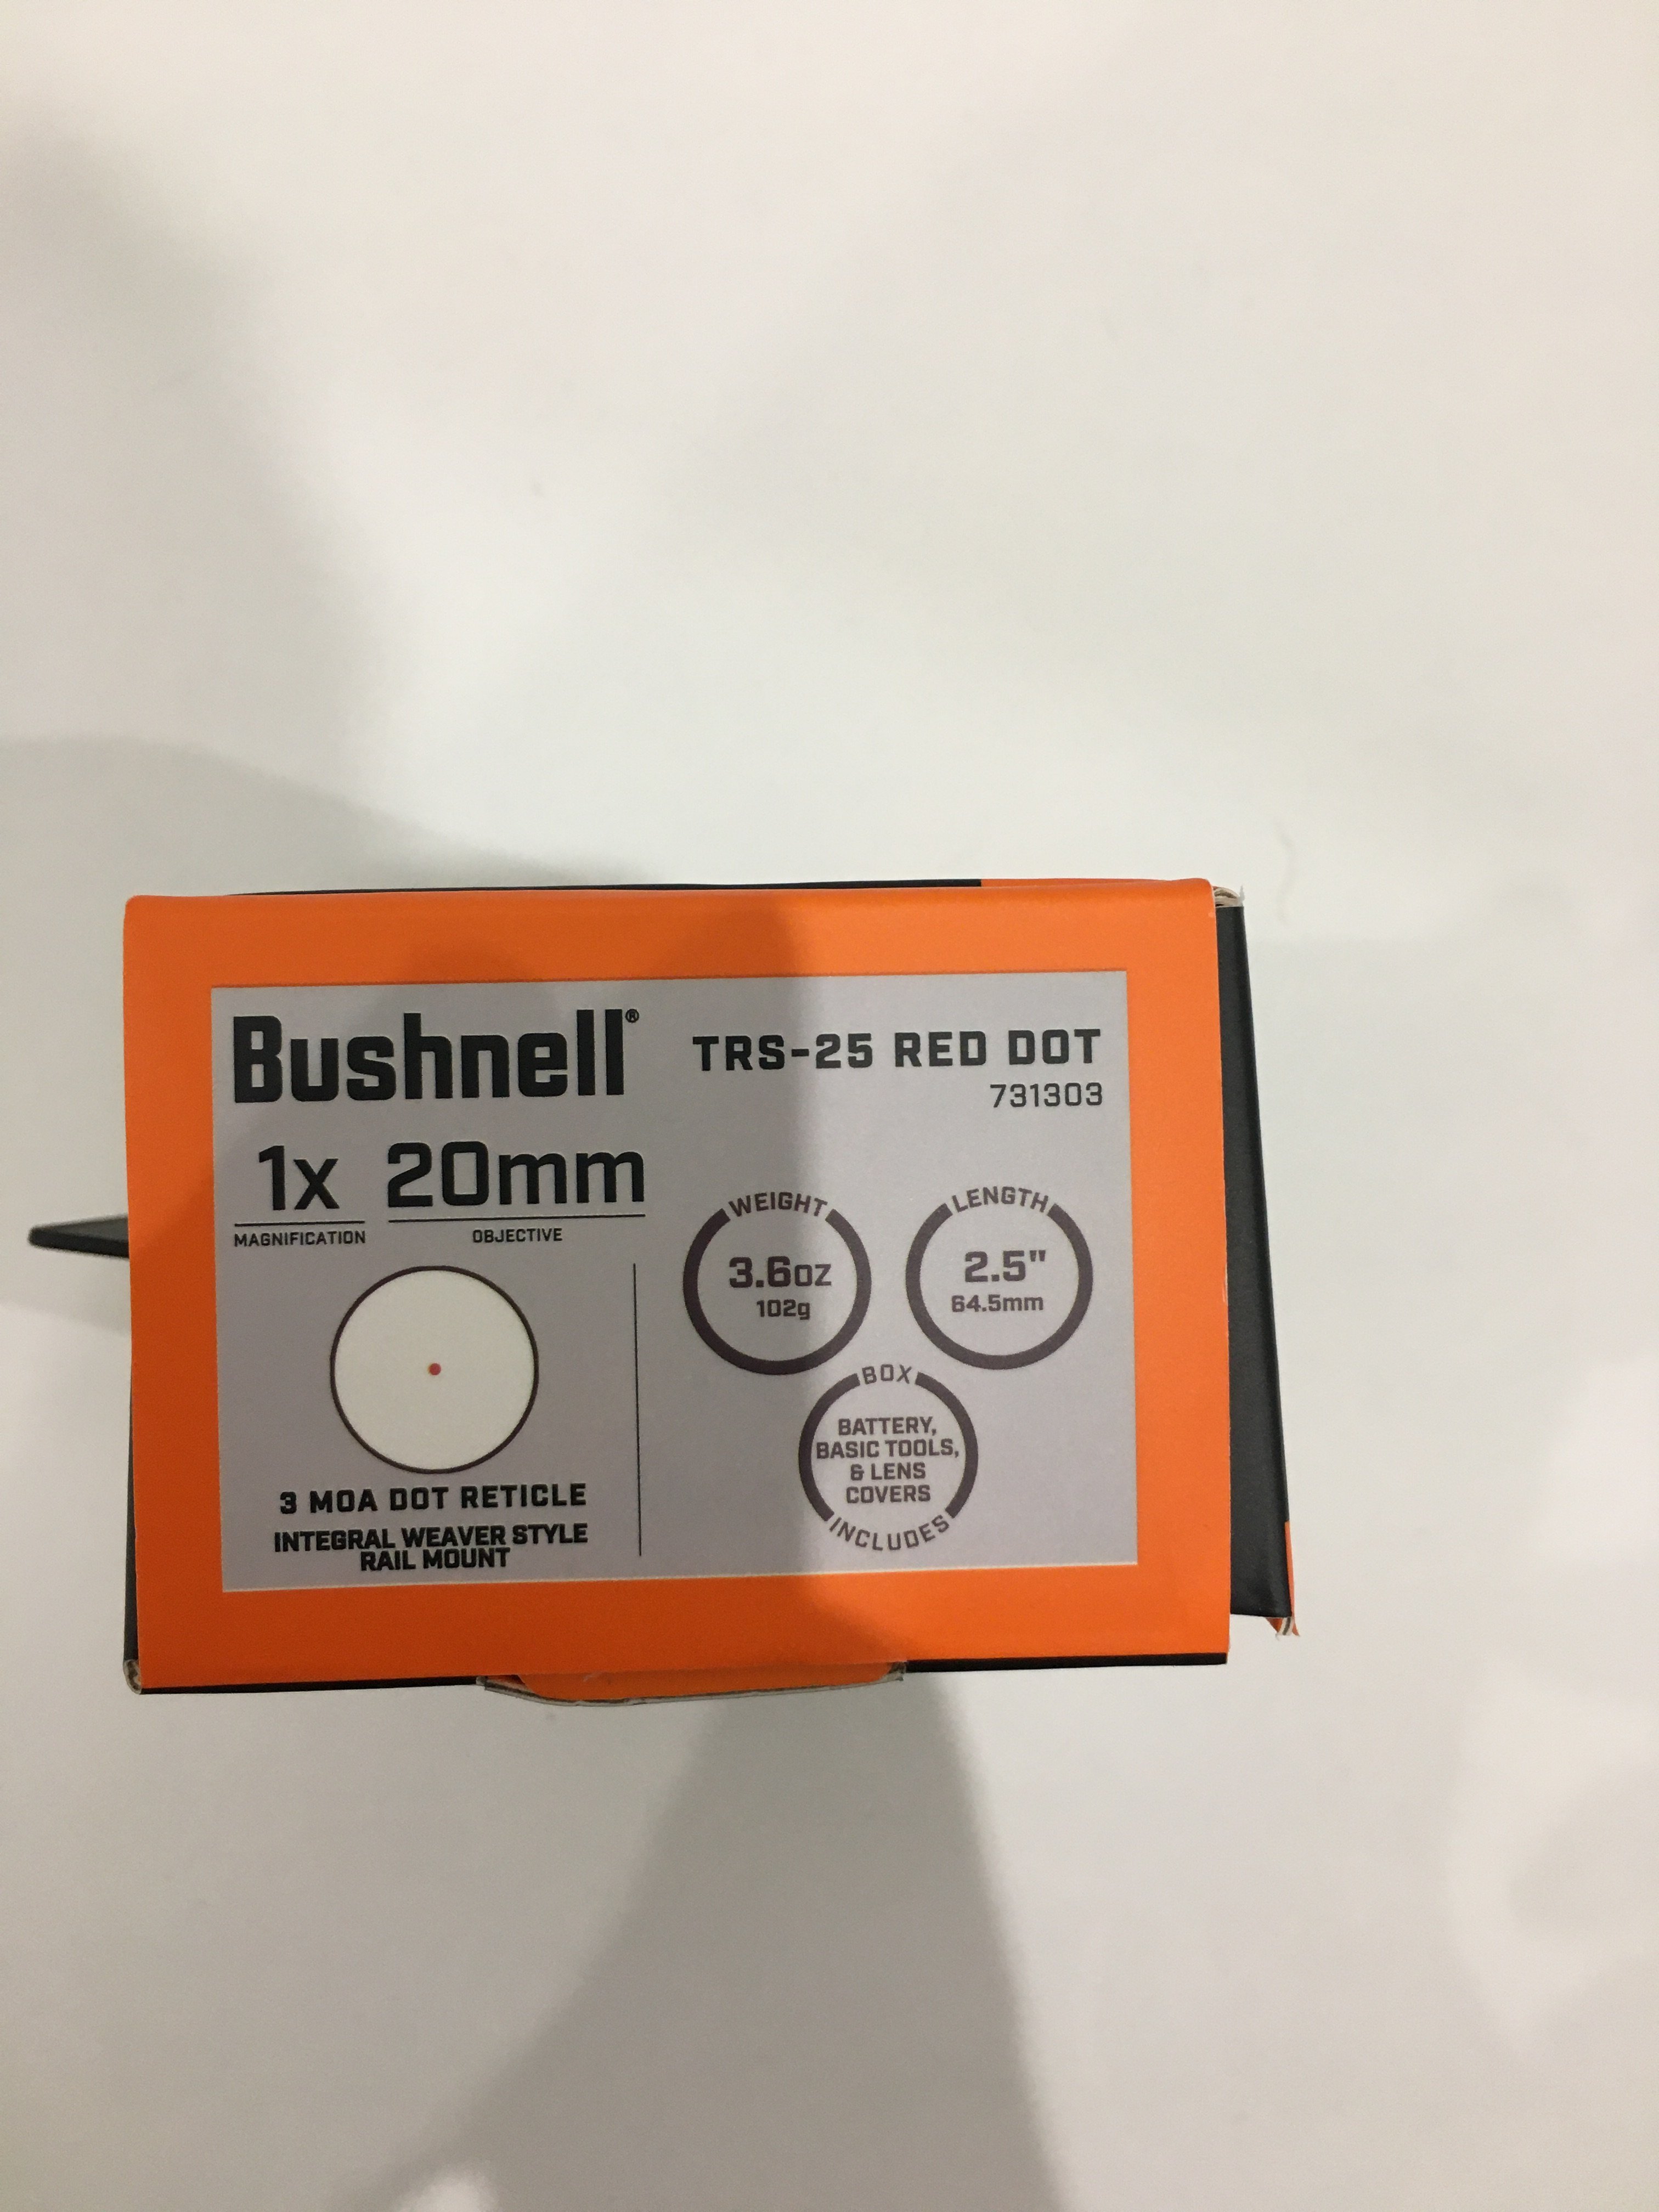 Bushnell®
TRS-25 RED DOT
731303
1x 20mm
MAGNIFICATION OBJECTIVE
3 MOA DOT RETICLE
INTEGRAL WEAVER STYLE
RAIL MOUNT
WEIGHT
3.6oz
102g
LENGTH
2.5"
64.5mm
BOX
BATTERY,
BASIC TOOLS,
& LENS
COVERS
INCLUDES